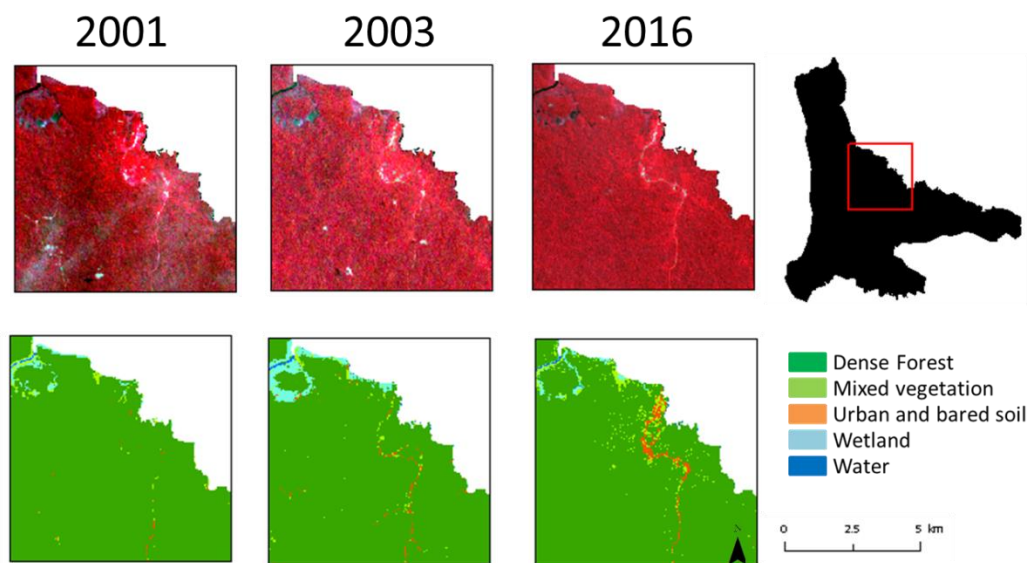 2001
2003
2016
Dense Forest
Mixed vegetation
Urban and bared soil
Wetland
Water
N
0 2.5 5 km